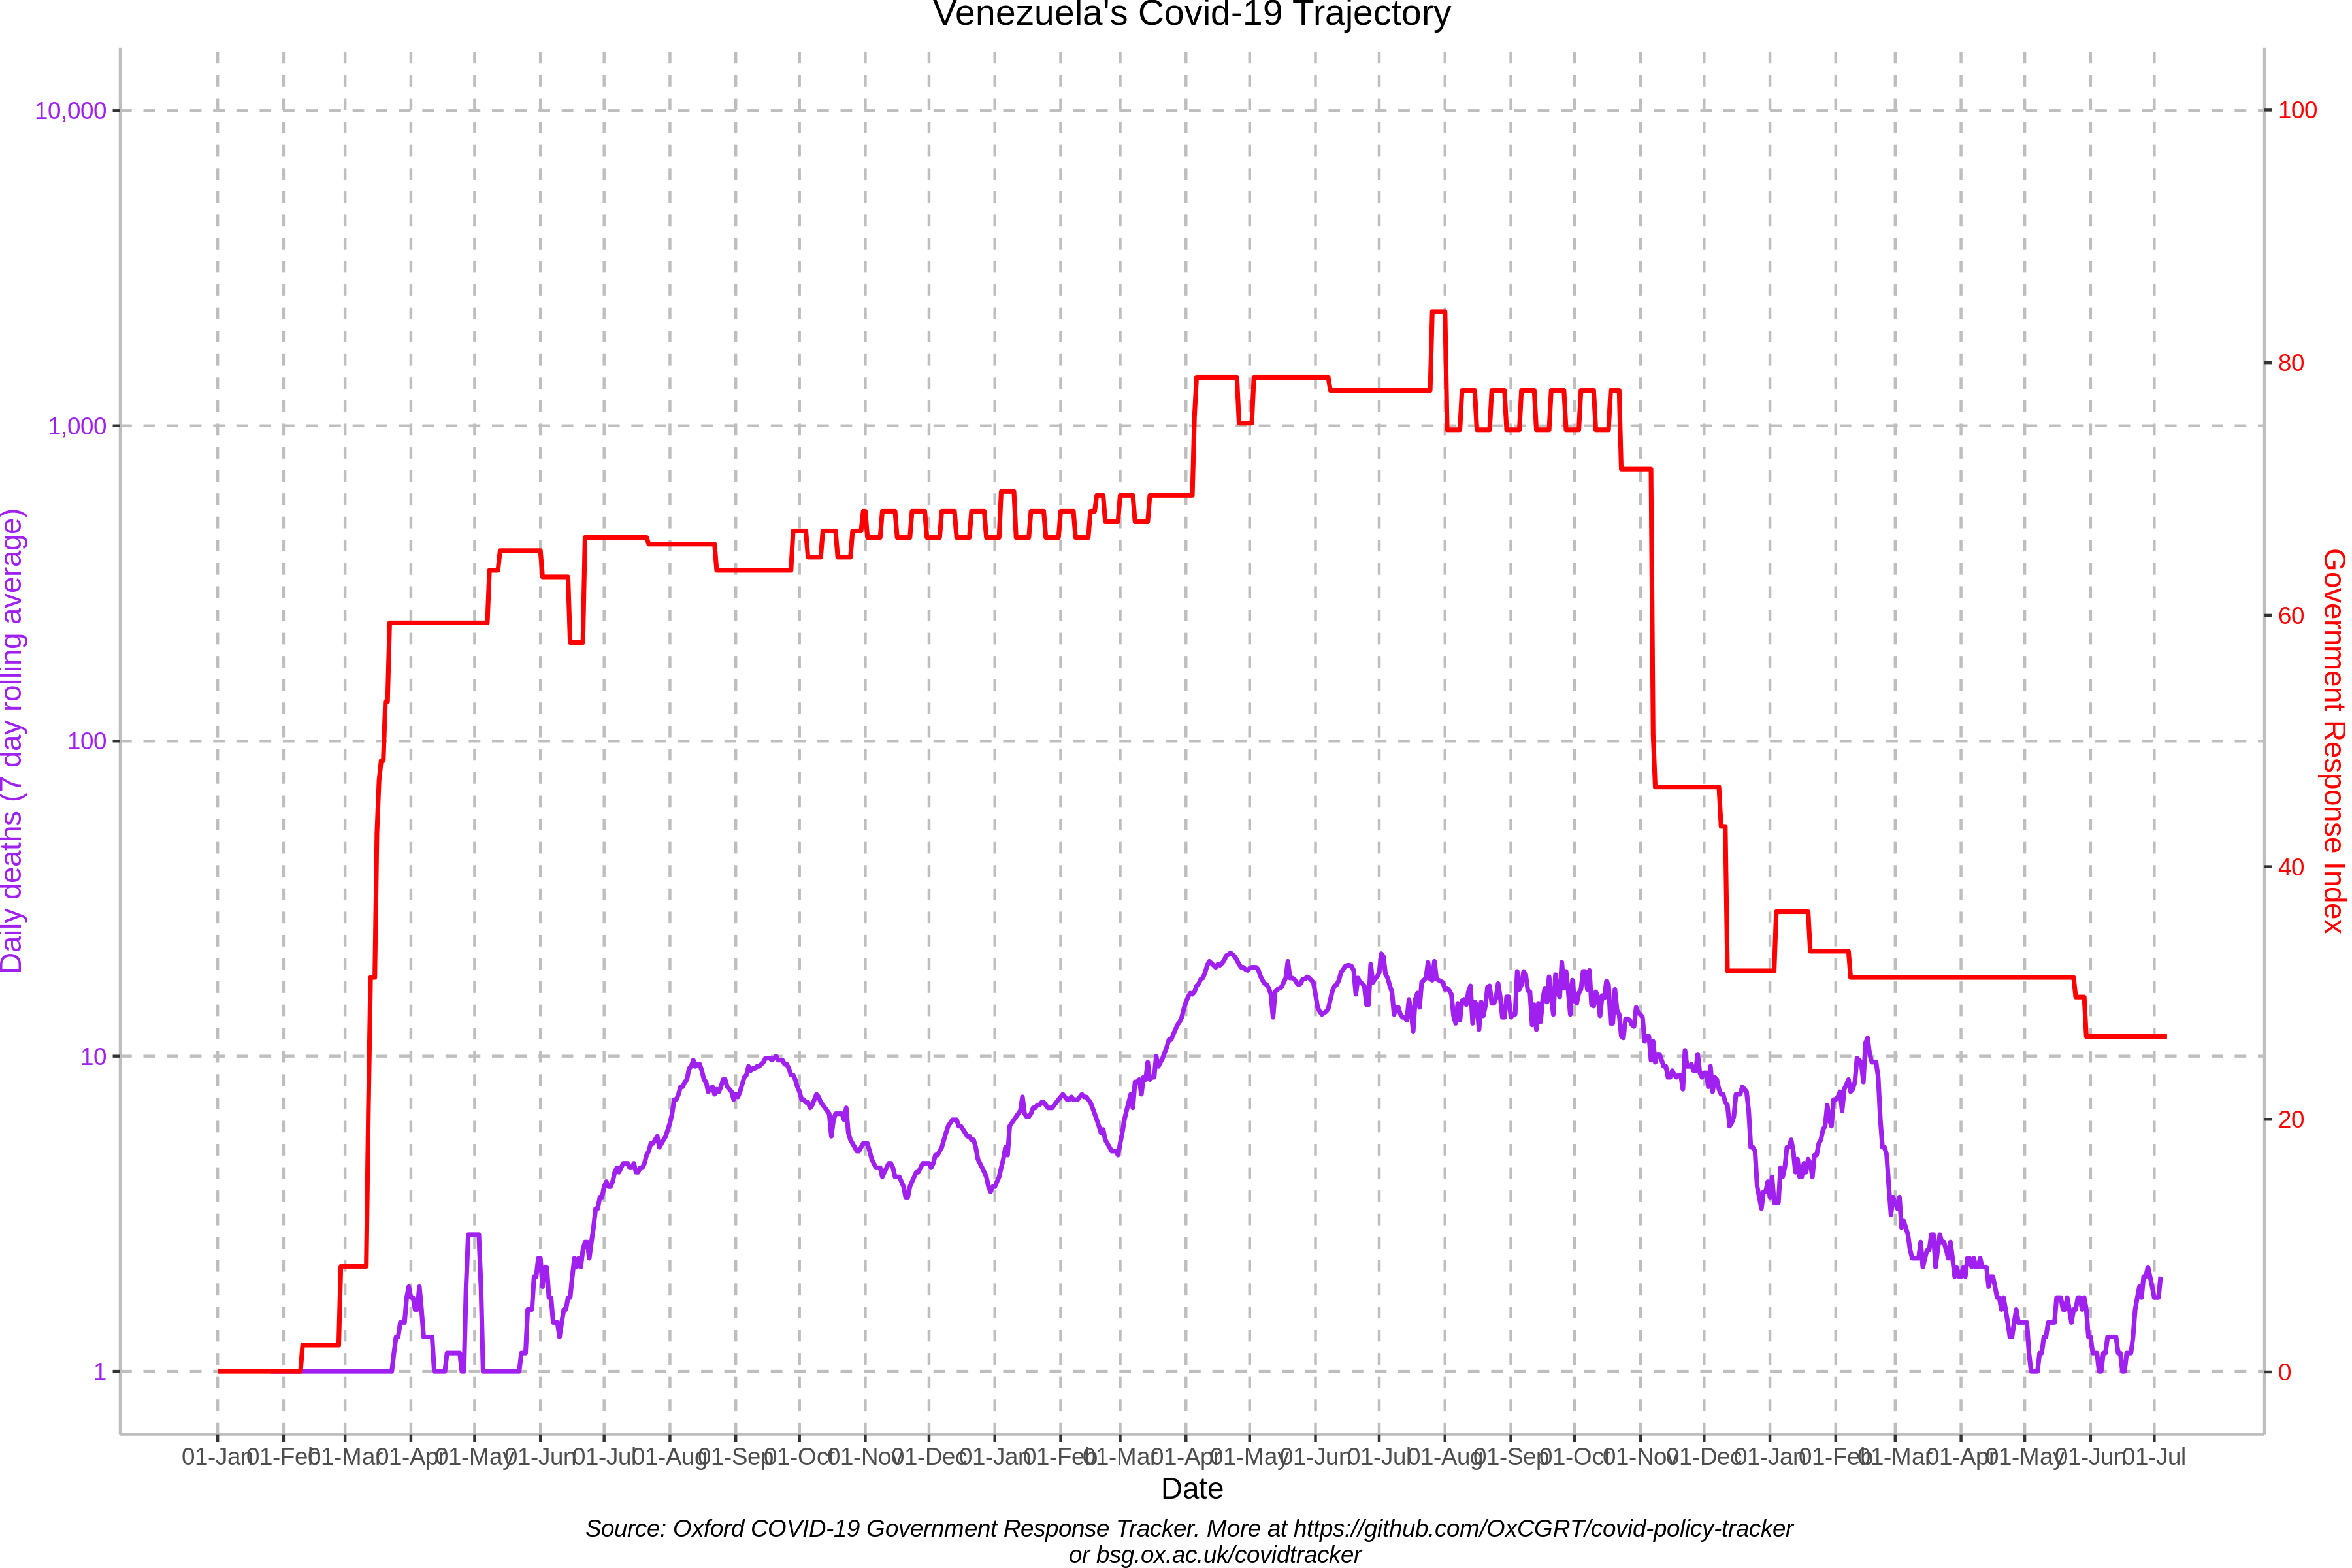 Venezuela's Covid-19 Trajectory
10,000
1,000
100
10
1
Daily deaths (7 day rolling average)
100
80
60
40
20
0
Government Response Index
01-Jan 01-Feb 01-Mar 01-Apr 01-May 01-Jun 01-Jul 01-Aug 01-Sep 01-Oct 01-Nov 01-Dec 01-Jan 01-Feb 01-Mar 01-Apr 01-May 01-Jun 01-Jul 01-Aug 01-Sep 01-Oct 01-Nov 01-Dec 01-Jan 01-Feb 01-Mar 01-Apr 01-May 01-Jun 01-Jul
Date
Source: Oxford COVID-19 Government Response Tracker. More at https://github.com/OxCGRT/covid-policy-tracker
or bsg.ox.ac.uk/covidtracker